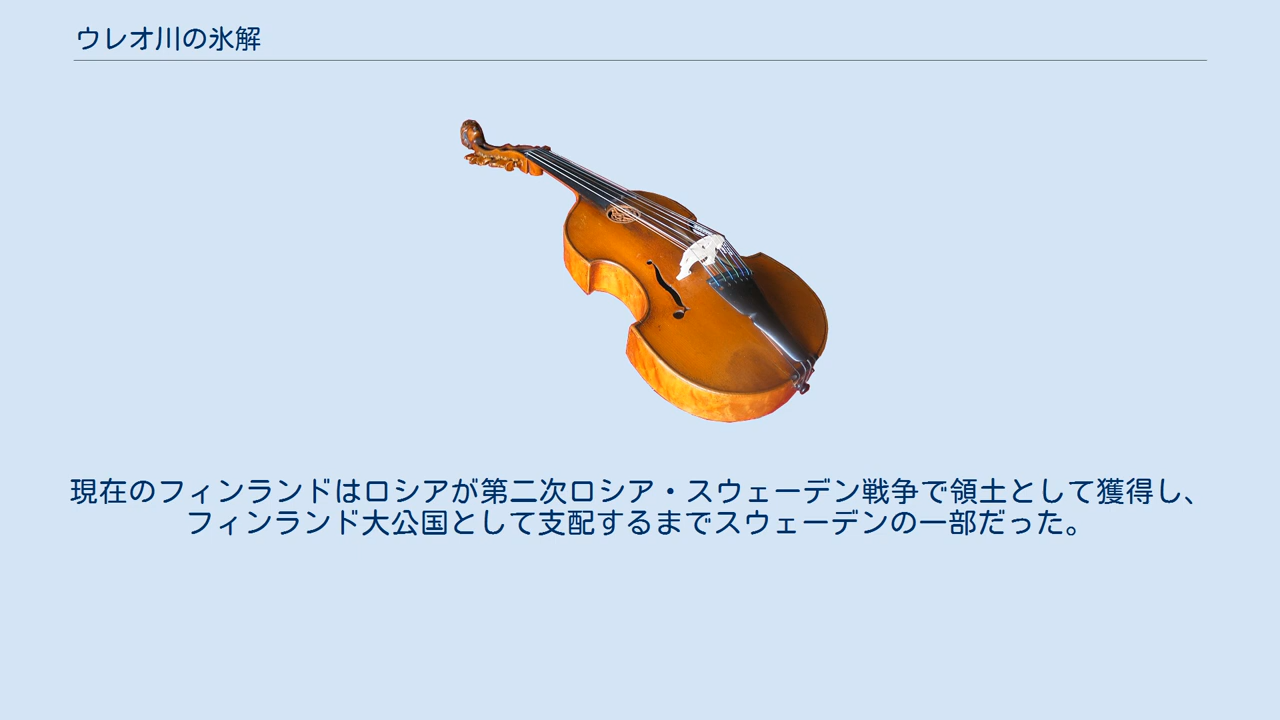 ウレオ川の氷解
現在のフィンランドはロシアが第二次ロシア・スウェーデン戦争で領土として獲得し、
フィンランド大公国として支配するまでスウェーデンの一部だった。